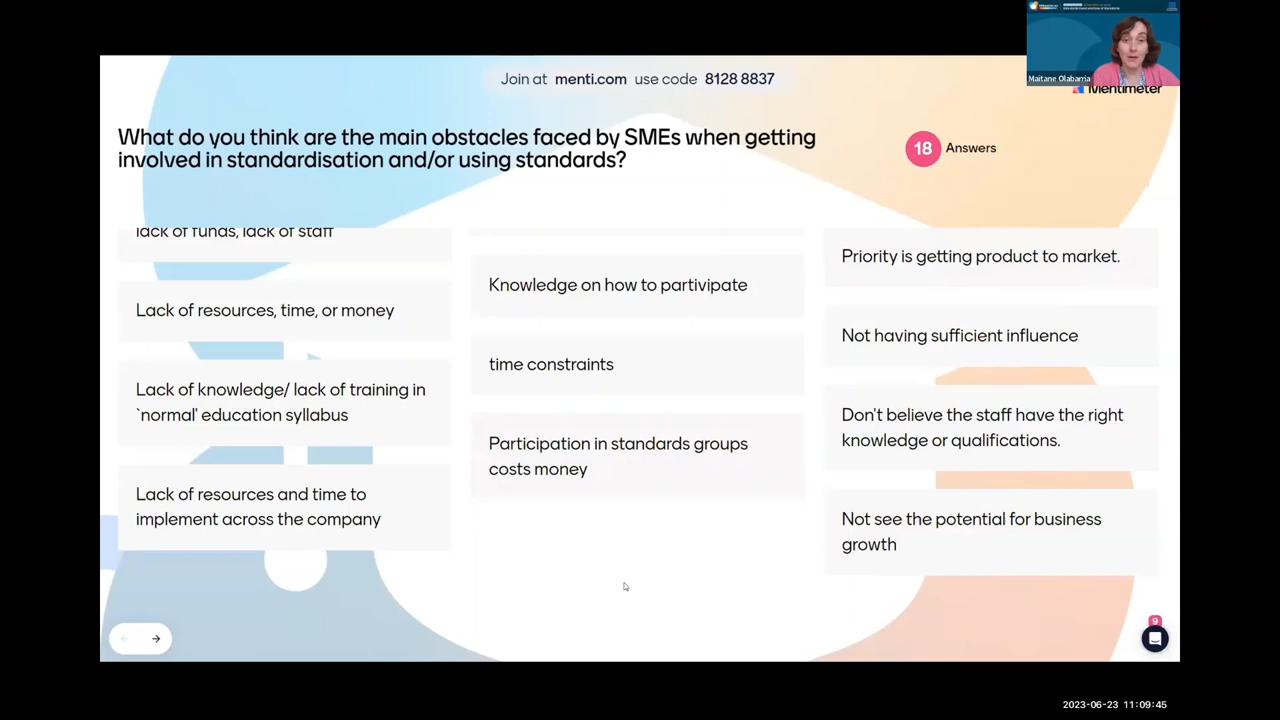 Join at menti.com use code 8128 8837
Maitane Olabarria
Mentimeter
What do you think are the main obstacles faced by SMEs when getting
involved in standardisation and/or using standards?
18 Answers
lack of funds, lack of staff
Lack of resources, time, or money
Lack of knowledge/ lack of training in
`normal' education syllabus
Lack of resources and time to
implement across the company
Knowledge on how to partivipate
time constraints
Participation in standards groups
costs money
Priority is getting product to market.
Not having sufficient influence
Don't believe the staff have the right
knowledge or qualifications.
Not see the potential for business
growth
9
2023-06-23 11:09:45